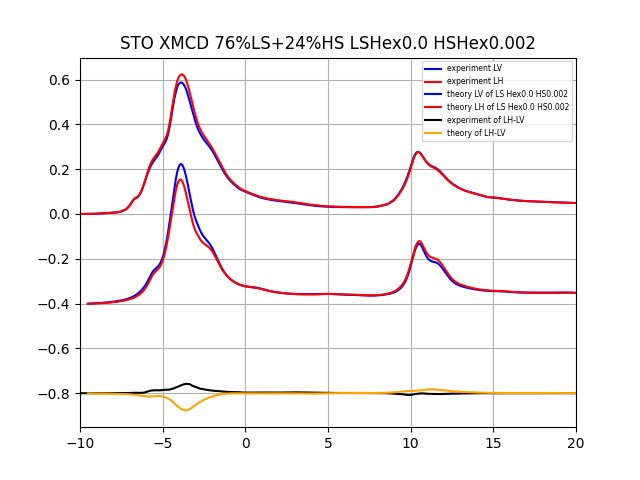 STO XMCD 76%LS+24%HS LSHex0.0 HSHex0.002
experiment LV
experiment LH
theory LV of LS Hex0.0 HS0.002
theory LH of LS Hex0.0 HS0.002
experiment of LH-LV
theory of LH-LV
0.6
0.4
0.2
0.0
−0.2
−0.4
−0.6
−0.8
−10 −5 0 5 10 15 20